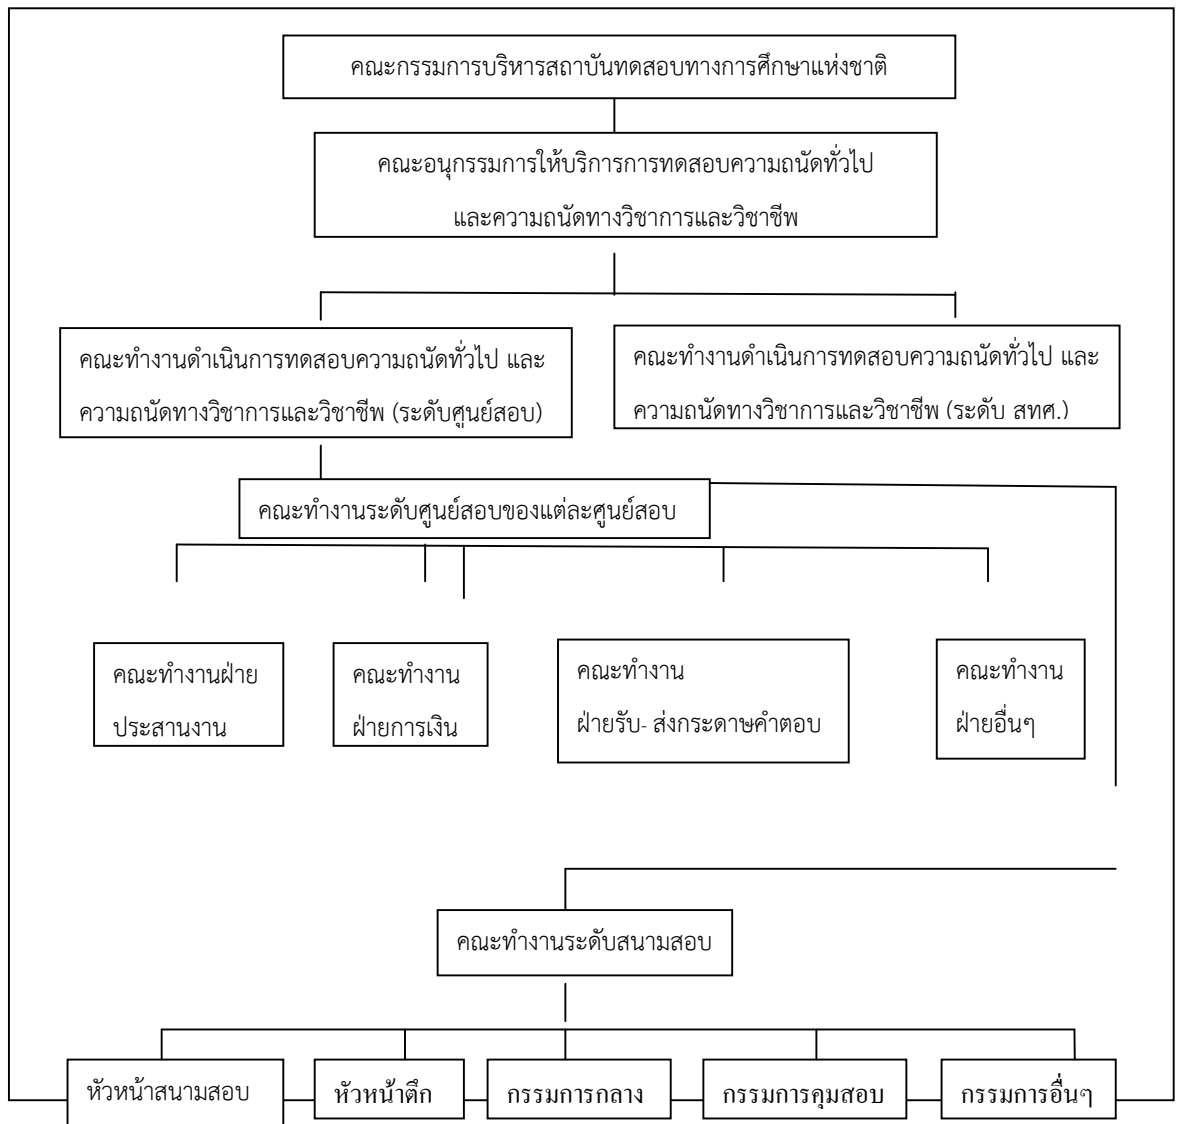 คณะกรรมการบริหารสถาบันทดสอบทางการศึกษาแห่งชาติ
คณะอนุกรรมการให้บริการการทดสอบความถนัดทั่วไป
และความถนัดทางวิชาการและวิชาชีพ
คณะทำงานดำเนินการทดสอบความถนัดทั่วไป และ
ความถนัดทางวิชาการและวิชาชีพ (ระดับศูนย์สอบ)
คณะทำงานดำเนินการทดสอบความถนัดทั่วไป และ
ความถนัดทางวิชาการและวิชาชีพ (ระดับ สทศ.)
คณะทำงานระดับศูนย์สอบของแต่ละศูนย์สอบ
คณะทำงานฝ่าย
ประสานงาน
คณะทำงาน
ฝ่ายการเงิน
คณะทำงาน
ฝ่ายรับ- ส่งกระดาษคำตอบ
คณะทำงาน
ฝ่ายอื่นๆ
คณะทำงานระดับสนามสอบ
หัวหน้าสนามสอบ
หัวหน้าตึก
กรรมการกลาง
กรรมการคุมสอบ
กรรมการอื่นๆ